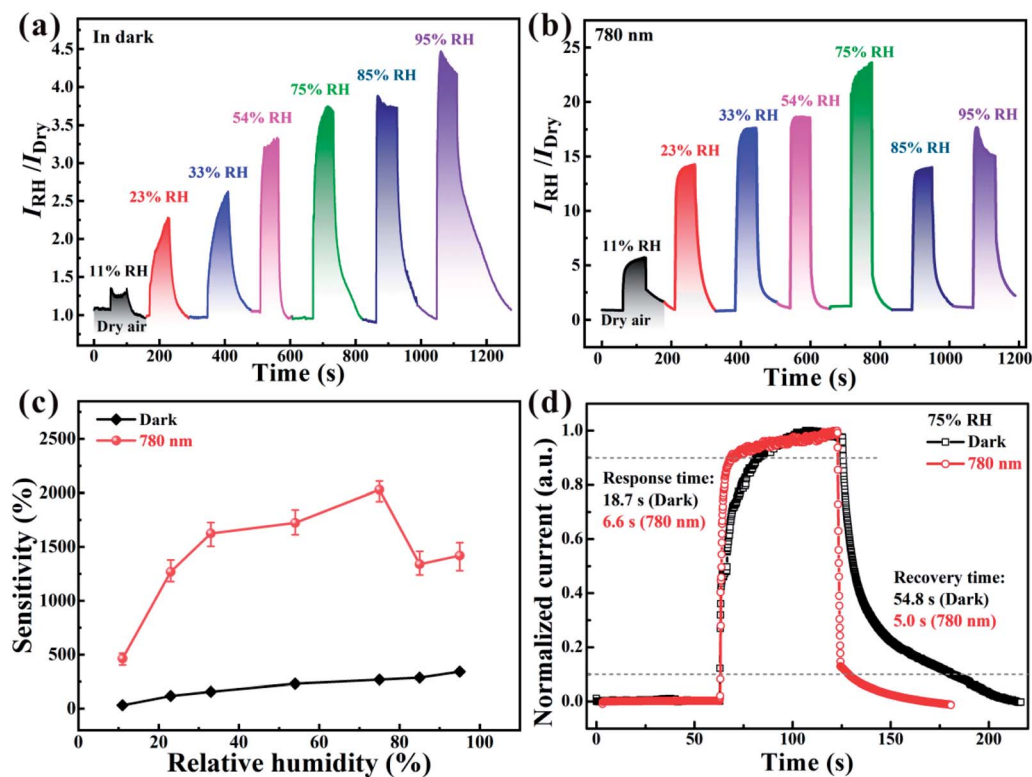 (a)
In dark
11% RH
23% RH
33% RH
54% RH
75% RH
85% RH
95% RH
Dry air
I_RH /I_Dry
4.5
4.0
3.5
3.0
2.5
2.0
1.5
1.0
0 200 400 600 800 1000 1200
Time (s)
(b)
780 nm
11% RH
23% RH
33% RH
54% RH
75% RH
85% RH
95% RH
Dry air
I_RH /I_Dry
25
20
15
10
5
0
0 200 400 600 800 1000 1200
Time (s)
(c)
Dark
780 nm
Sensitivity (%)
2500
2000
1500
1000
500
0
0 20 40 60 80 100
Relative humidity (%)
(d)
75% RH
Dark
780 nm
Response time:
18.7 s (Dark)
6.6 s (780 nm)
Recovery time:
54.8 s (Dark)
5.0 s (780 nm)
Normalized current (a.u.)
1.0
0.8
0.6
0.4
0.2
0.0
0 50 100 150 200
Time (s)